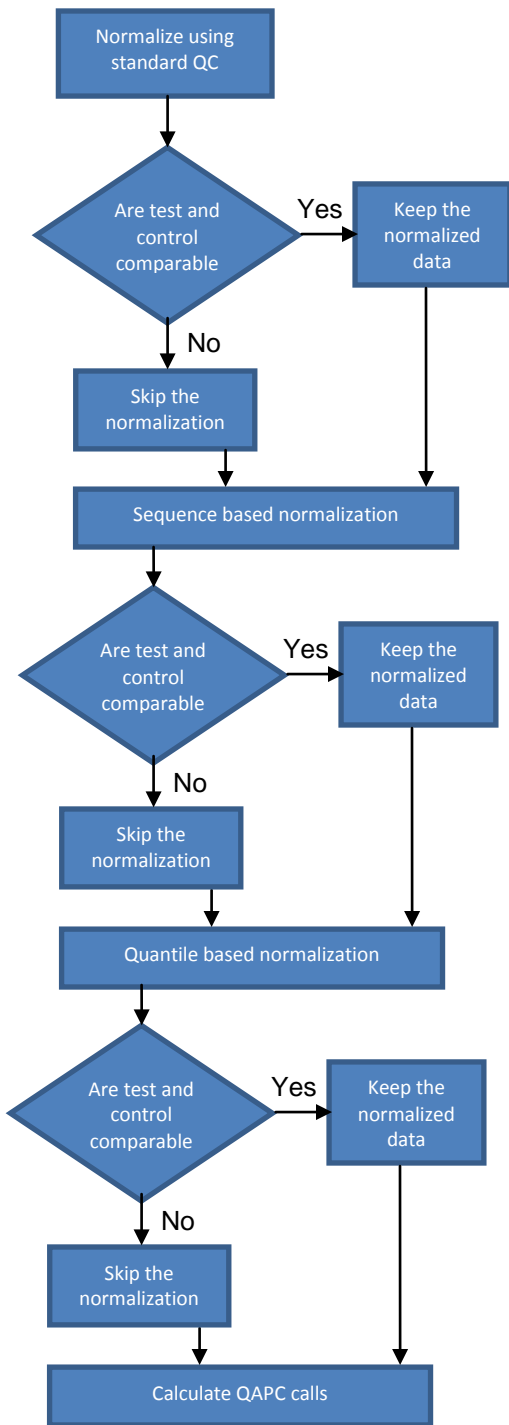 Normalize using
standard QC
Are test and
control
comparable
Yes
Keep the
normalized
data
No
Skip the
normalization
Sequence based normalization
Are test and
control
comparable
Yes
Keep the
normalized
data
No
Skip the
normalization
Quantile based normalization
Are test and
control
comparable
Yes
Keep the
normalized
data
No
Skip the
normalization
Calculate QAPC calls